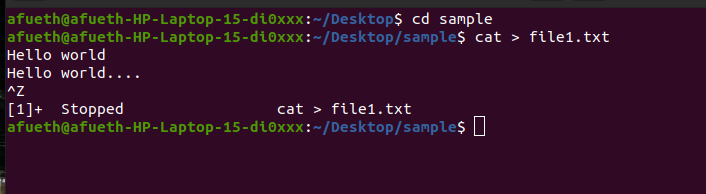 afueth@afueth-HP-Laptop-15-di0xxx:~/Desktop$ cd sample
afueth@afueth-HP-Laptop-15-di0xxx:~/Desktop/sample$ cat > file1.txt
Hello world
Hello world....
^Z
[1]+  Stopped                 cat > file1.txt
afueth@afueth-HP-Laptop-15-di0xxx:~/Desktop/sample$